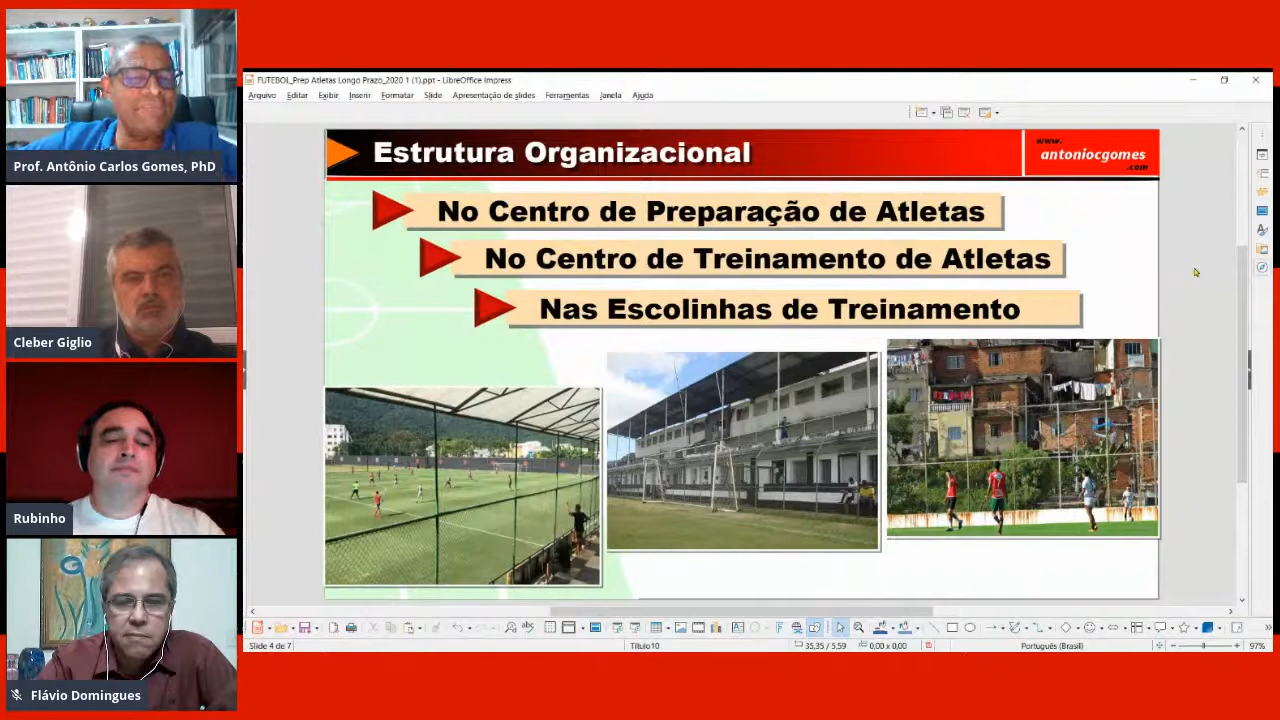 Prof. Antônio Carlos Gomes, PhD
Cleber Giglio
Rubinho
Flávio Domingues
FUTEBOL_Prep Atletas Longo Prazo_2020 1 (1).ppt - LibreOffice Impress
Arquivo Editar Exibir Inserir Formatar Slide Apresentação de slides Ferramentas Janela Ajuda
Estrutura Organizacional
www.
antoniocgomes
.com
No Centro de Preparação de Atletas
No Centro de Treinamento de Atletas
Nas Escolinhas de Treinamento
Slide 4 de 7 Título10 35,35 / 5,59 0,00 x 0,00 Português (Brasil) 97%